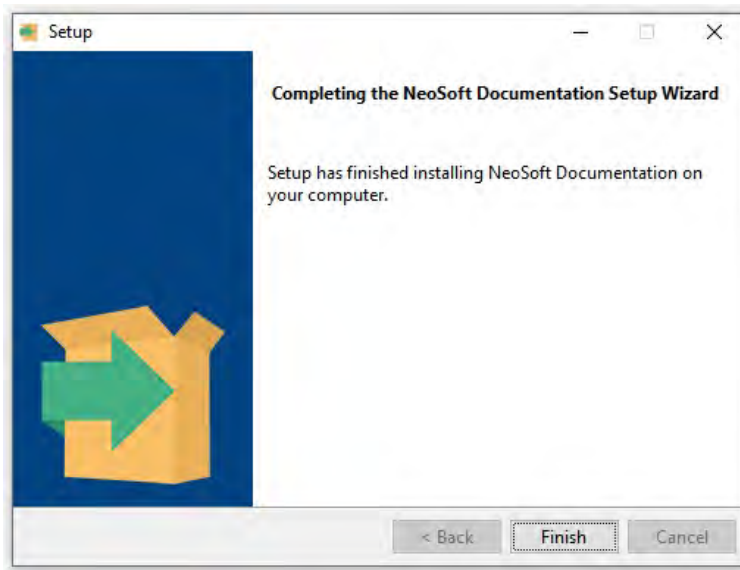 Setup
Completing the NeoSoft Documentation Setup Wizard
Setup has finished installing NeoSoft Documentation on
your computer.
< Back
Finish
Cancel